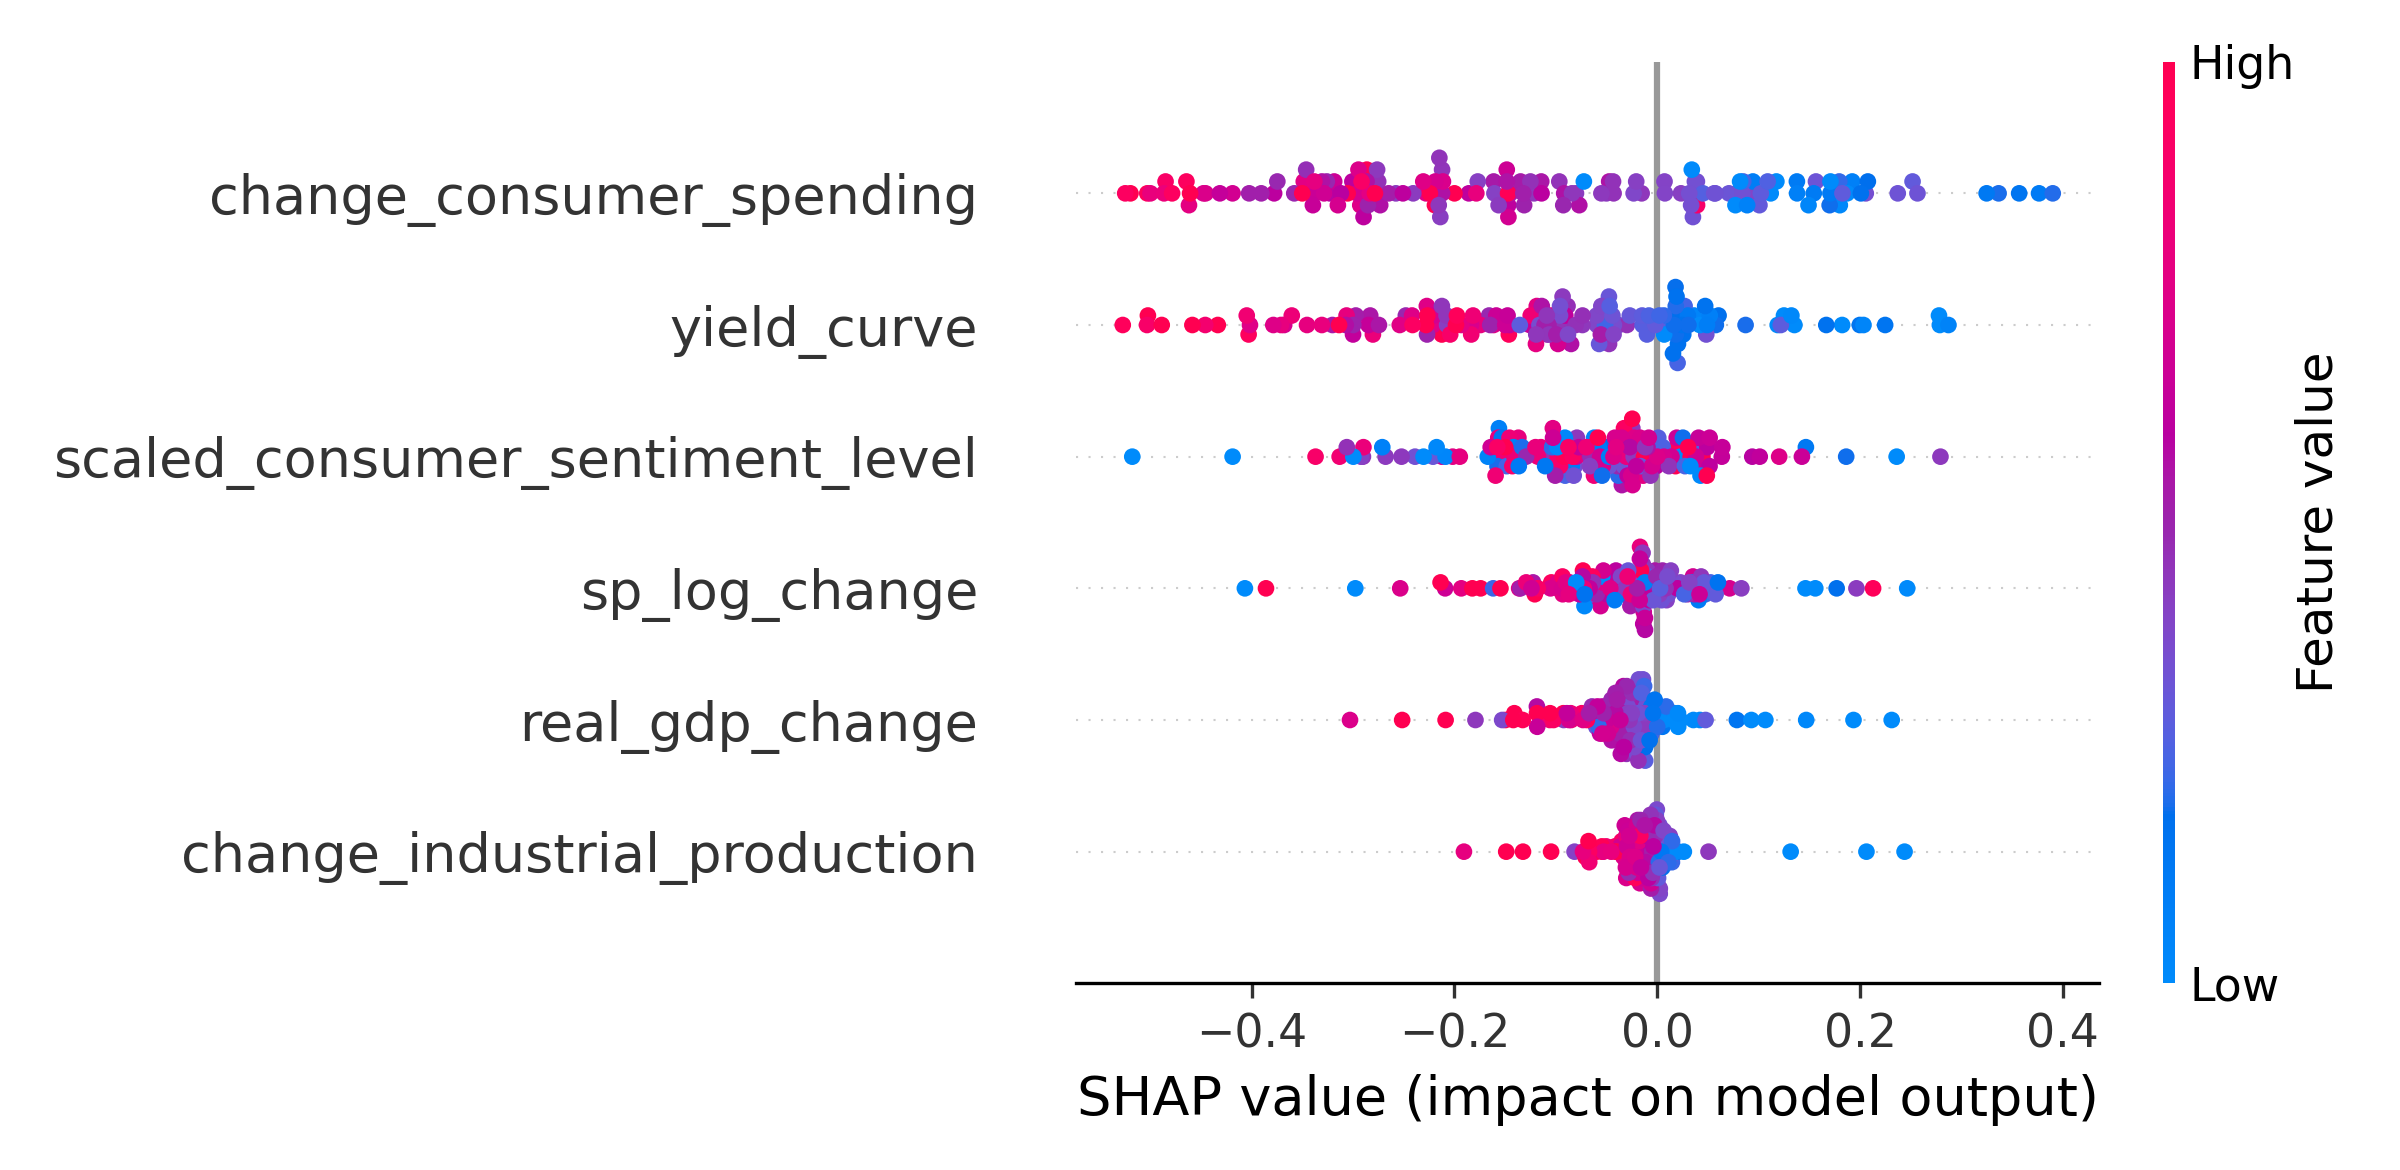 High
change_consumer_spending
yield_curve
scaled_consumer_sentiment_level
sp_log_change
real_gdp_change
change_industrial_production
Feature value
Low
−0.4
−0.2
0.0
0.2
0.4
SHAP value (impact on model output)